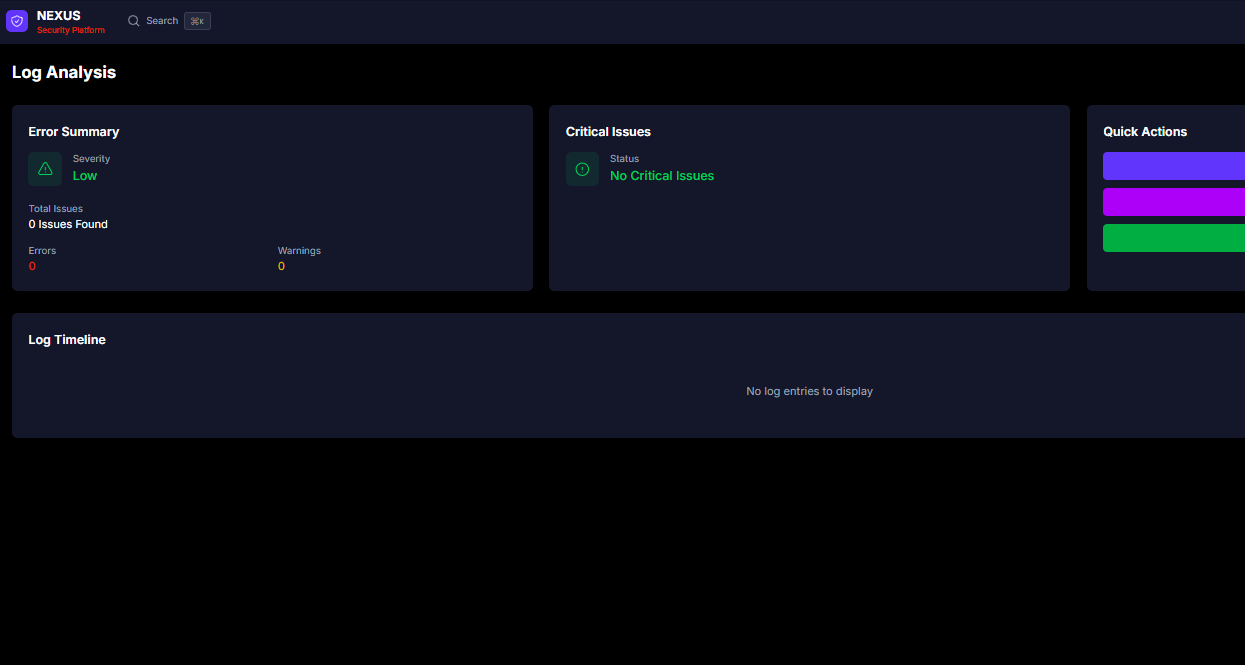 NEXUS
Security Platform
Search ⌘K
Log Analysis
Error Summary
Severity
Low
Total Issues
0 Issues Found
Errors
0
Warnings
0
Critical Issues
Status
No Critical Issues
Quick Actions
Log Timeline
No log entries to display